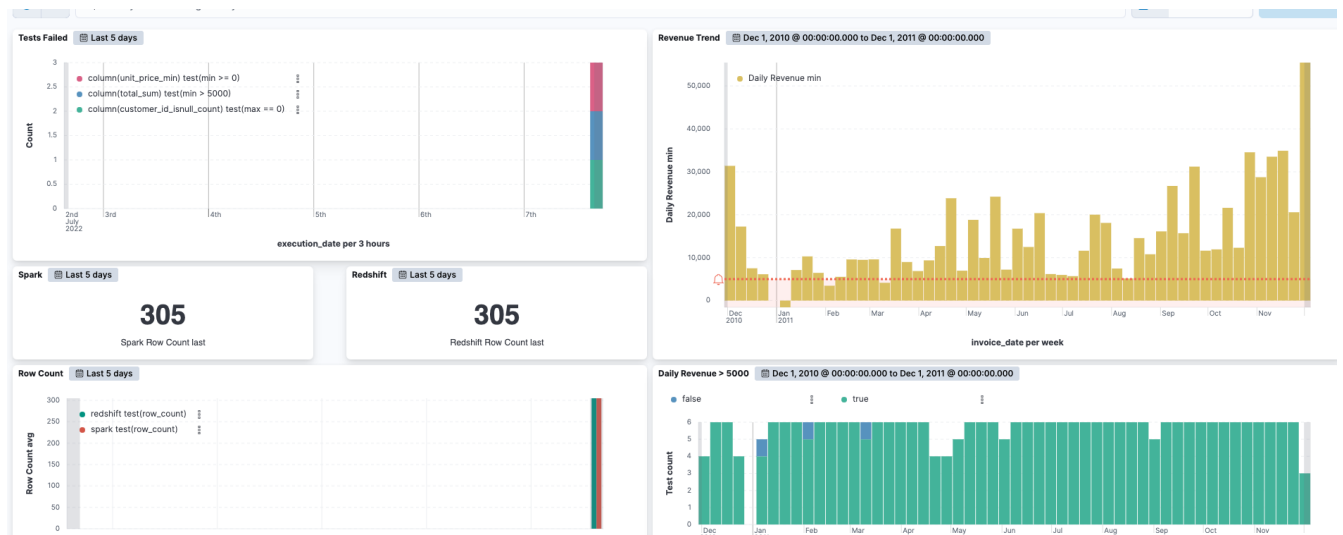 Tests Failed Last 5 days
3
2.5
2
1.5
1
0.5
0
Count
column(unit_price_min) test(min >= 0)
column(total_sum) test(min > 5000)
column(customer_id_isnull_count) test(max == 0)
2nd 3rd 4th 5th 6th 7th
July
2022
execution_date per 3 hours
Revenue Trend Dec 1, 2010 @ 00:00:00.000 to Dec 1, 2011 @ 00:00:00.000
Daily Revenue min
50,000
40,000
30,000
20,000
10,000
0
Daily Revenue min
Dec Jan Feb Mar Apr May Jun Jul Aug Sep Oct Nov
2010 2011
invoice_date per week
Spark Last 5 days
305
Spark Row Count last
Redshift Last 5 days
305
Redshift Row Count last
Row Count Last 5 days
300
250
200
150
100
50
0
Row Count avg
redshift test(row_count)
spark test(row_count)
Daily Revenue > 5000 Dec 1, 2010 @ 00:00:00.000 to Dec 1, 2011 @ 00:00:00.000
false true
6
5
4
3
2
1
0
Test count
Dec Jan Feb Mar Apr May Jun Jul Aug Sep Oct Nov